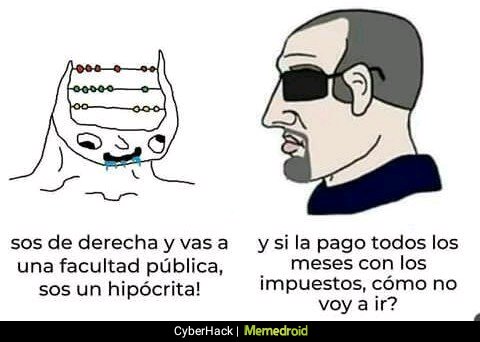 sos de derecha y vas a
una facultad pública,
sos un hipócrita!
y si la pago todos los
meses con los
impuestos, cómo no
voy a ir?
CyberHack | Memedroid